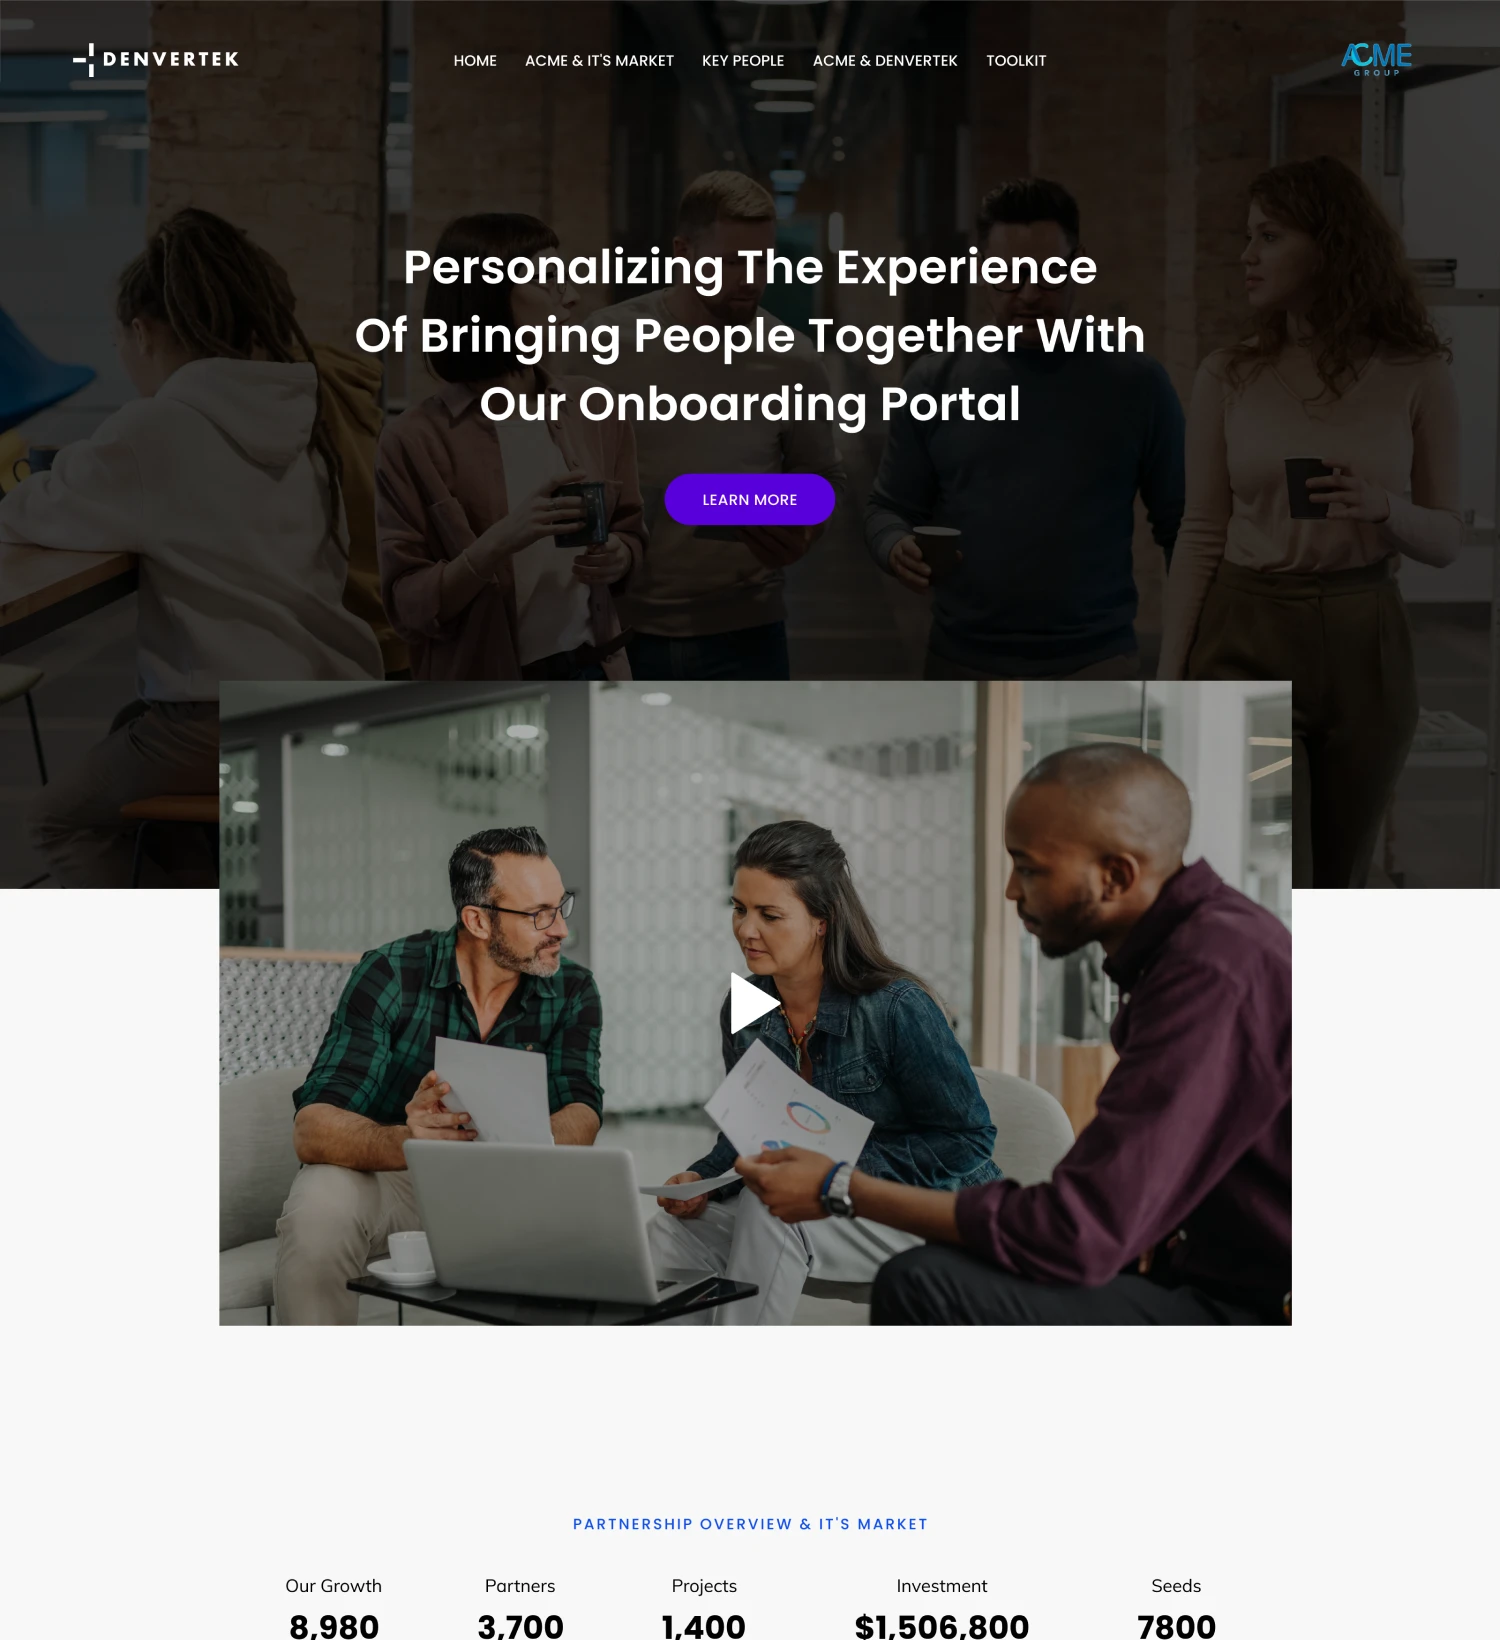 DENVERTEK
HOME ACME & IT'S MARKET KEY PEOPLE ACME & DENVERTEK TOOLKIT
ACME
GROUP
Personalizing The Experience
Of Bringing People Together With
Our Onboarding Portal
LEARN MORE
PARTNERSHIP OVERVIEW & IT'S MARKET
Our Growth Partners Projects Investment Seeds
8,980 3,700 1,400 $1,506,800 7800